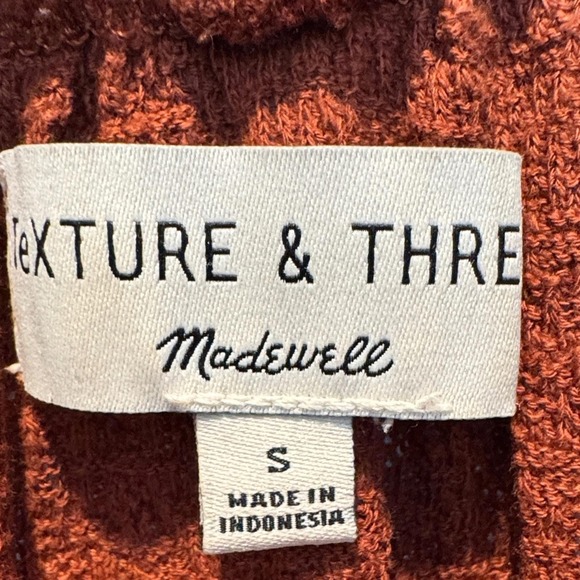 TeXTURE & THRE
Madewell
S
MADE IN
INDONESIA